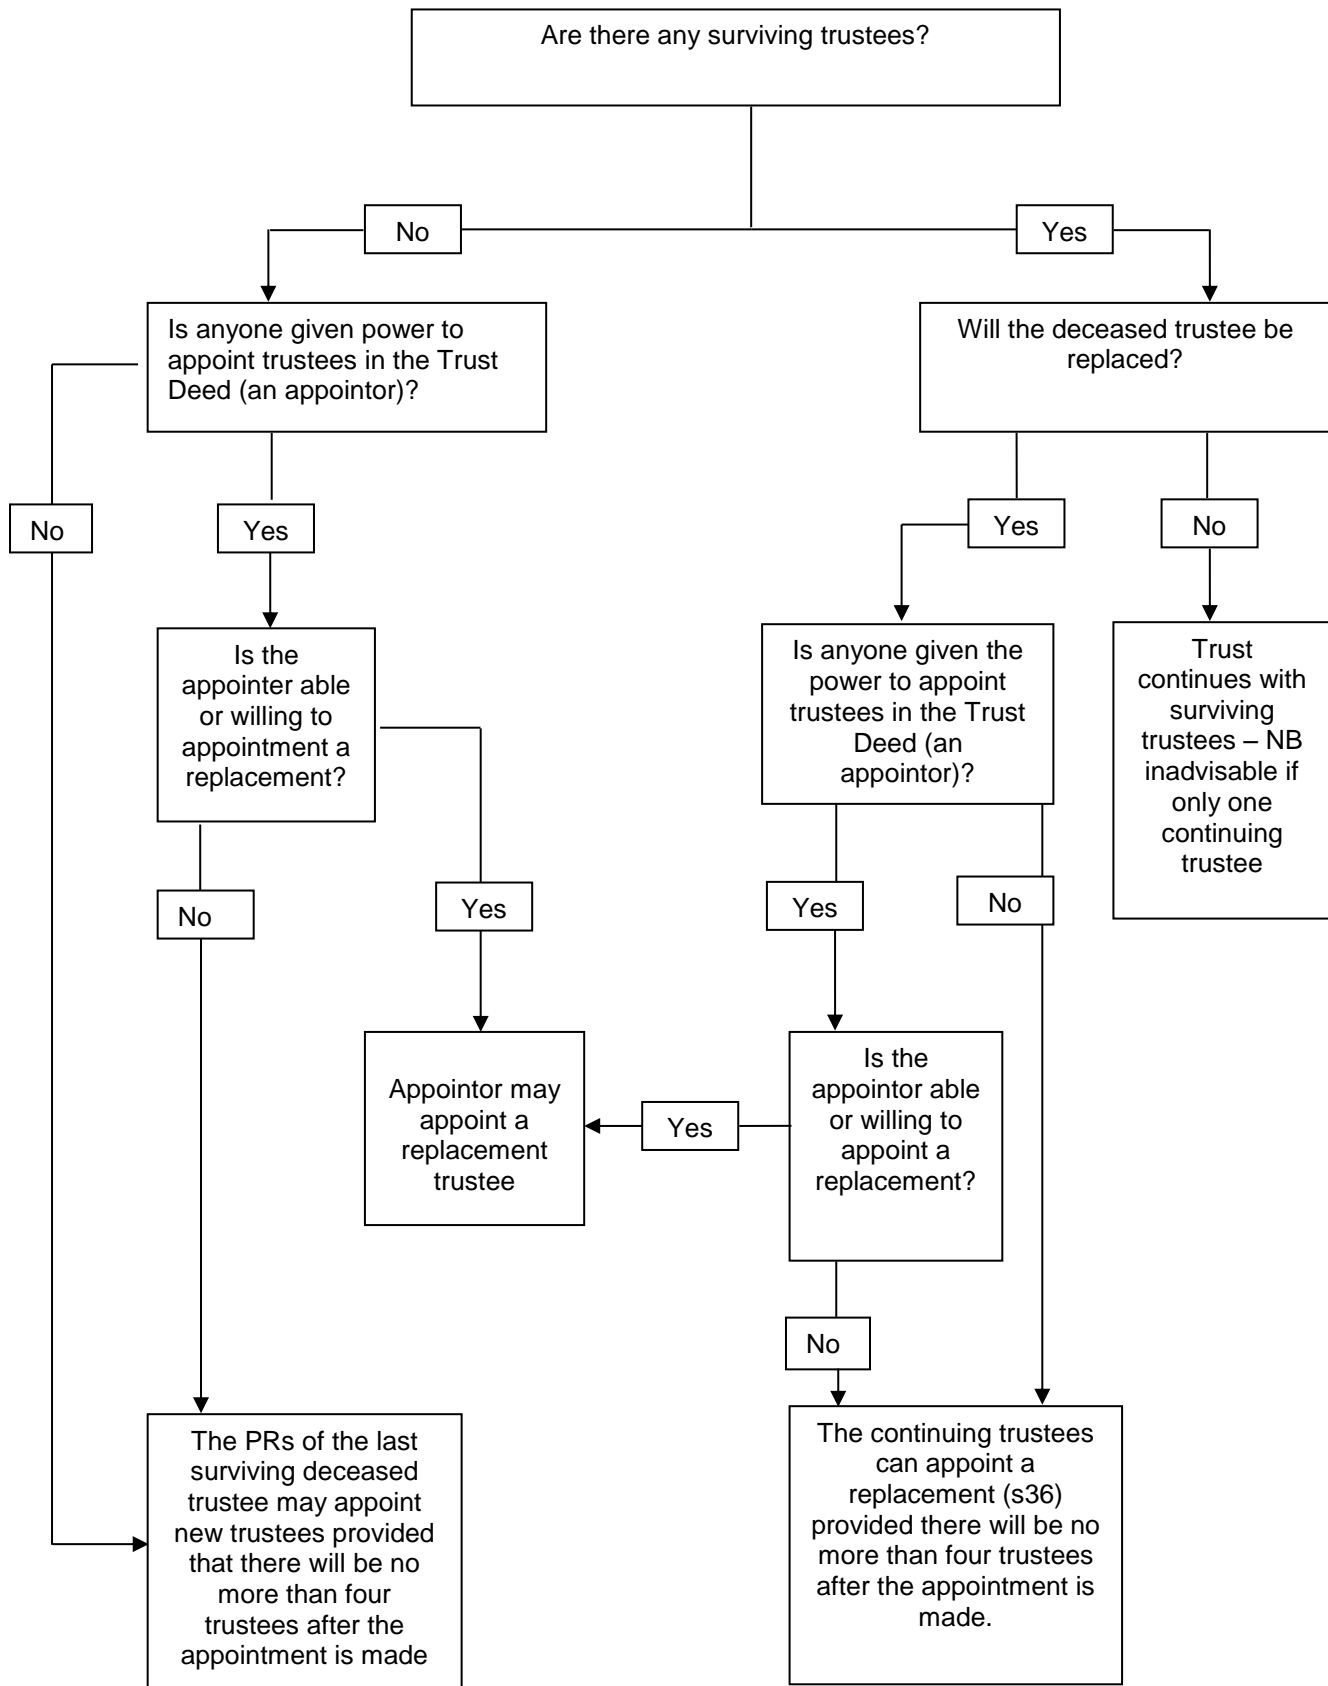 Are there any surviving trustees?
No
Yes
Is anyone given power to
appoint trustees in the Trust
Deed (an appointor)?
Will the deceased trustee be
replaced?
No
Yes
Yes
No
Is the
appointer able
or willing to
appointment a
replacement?
Is anyone given the
power to appoint
trustees in the Trust
Deed (an
appointor)?
Trust
continues with
surviving
trustees – NB
inadvisable if
only one
continuing
trustee
No
Yes
Yes
No
Appointor may
appoint a
replacement
trustee
Yes
Is the
appointor able
or willing to
appoint a
replacement?
No
The PRs of the last
surviving deceased
trustee may appoint
new trustees provided
that there will be no
more than four
trustees after the
appointment is made
The continuing trustees
can appoint a
replacement (s36)
provided there will be no
more than four trustees
after the appointment is
made.